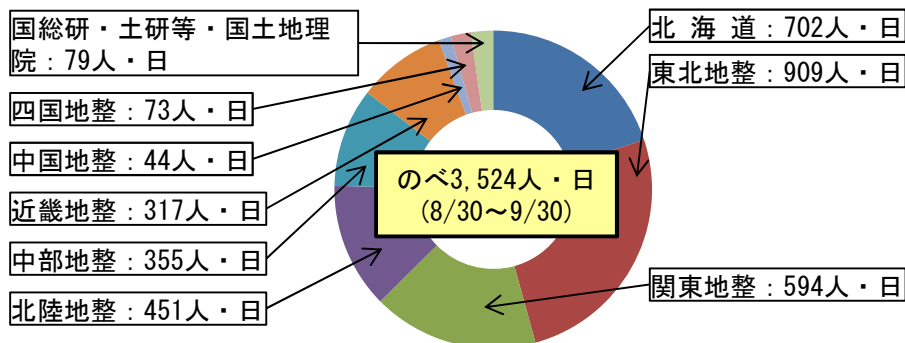 国総研・土研等・国土地理
院：79人・日
四国地整：73人・日
中国地整：44人・日
近畿地整：317人・日
中部地整：355人・日
北陸地整：451人・日
のべ3,524人・日
(8/30～9/30)
北 海 道：702人・日
東北地整：909人・日
関東地整：594人・日